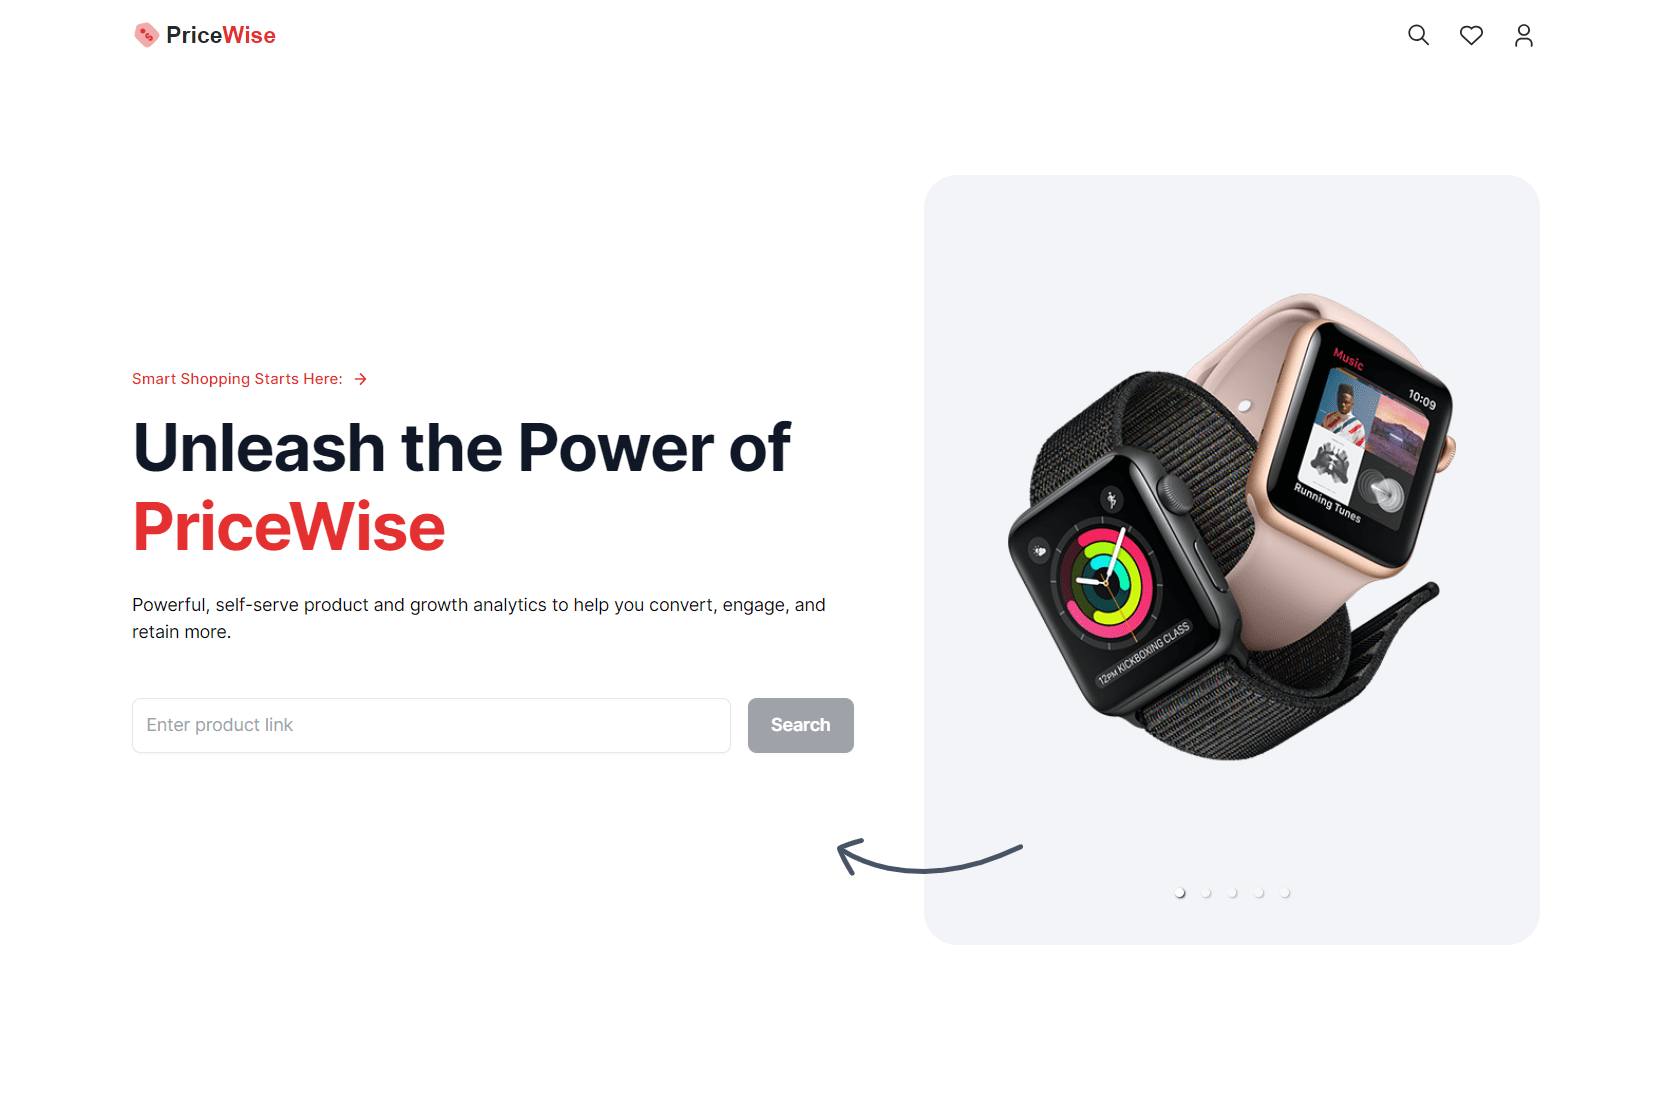 PriceWise
Smart Shopping Starts Here:
Unleash the Power of
PriceWise
Powerful, self-serve product and growth analytics to help you convert, engage, and
retain more.
Enter product link
Search
Music
10:09
Running Tunes
12PM KICKBOXING CLASS